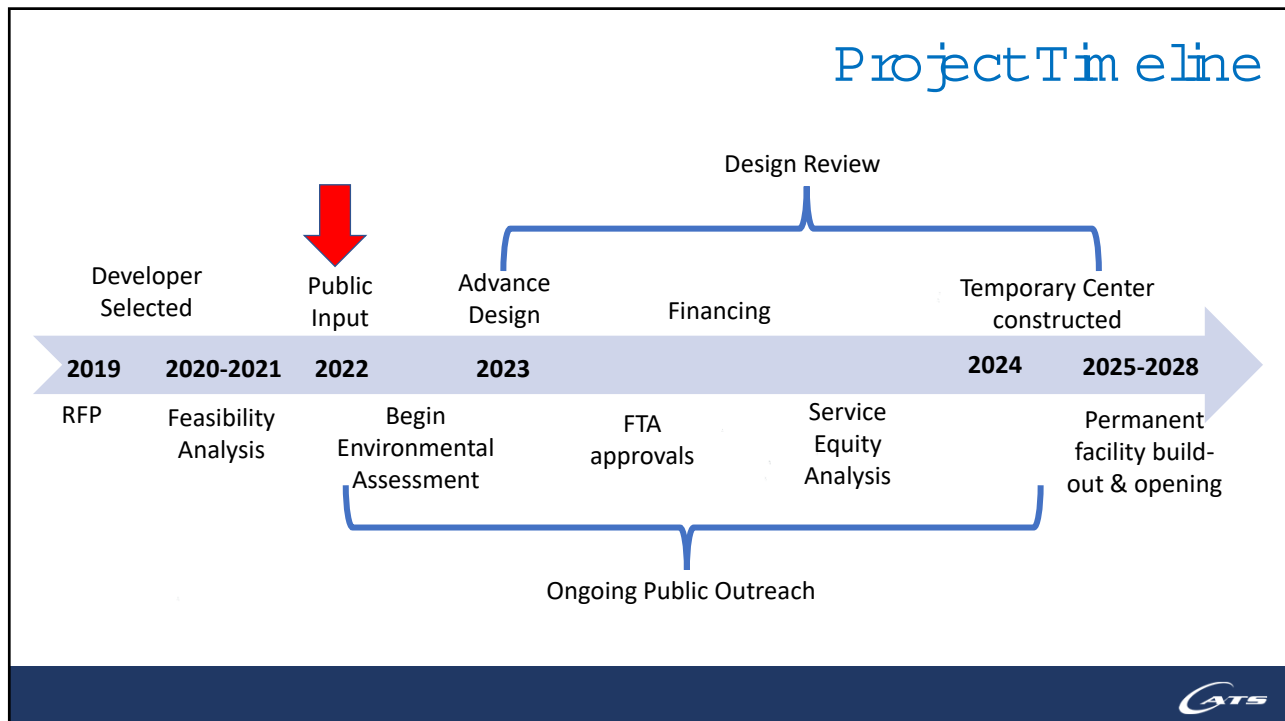 Project Timeline
Design Review
Developer
Selected
Public
Input
Advance
Design
Financing
Temporary Center
constructed
2019
2020-2021
2022
2023
2024
2025-2028
RFP
Feasibility
Analysis
Begin
Environmental
Assessment
FTA
approvals
Service
Equity
Analysis
Permanent
facility build-
out & opening
Ongoing Public Outreach
CATS